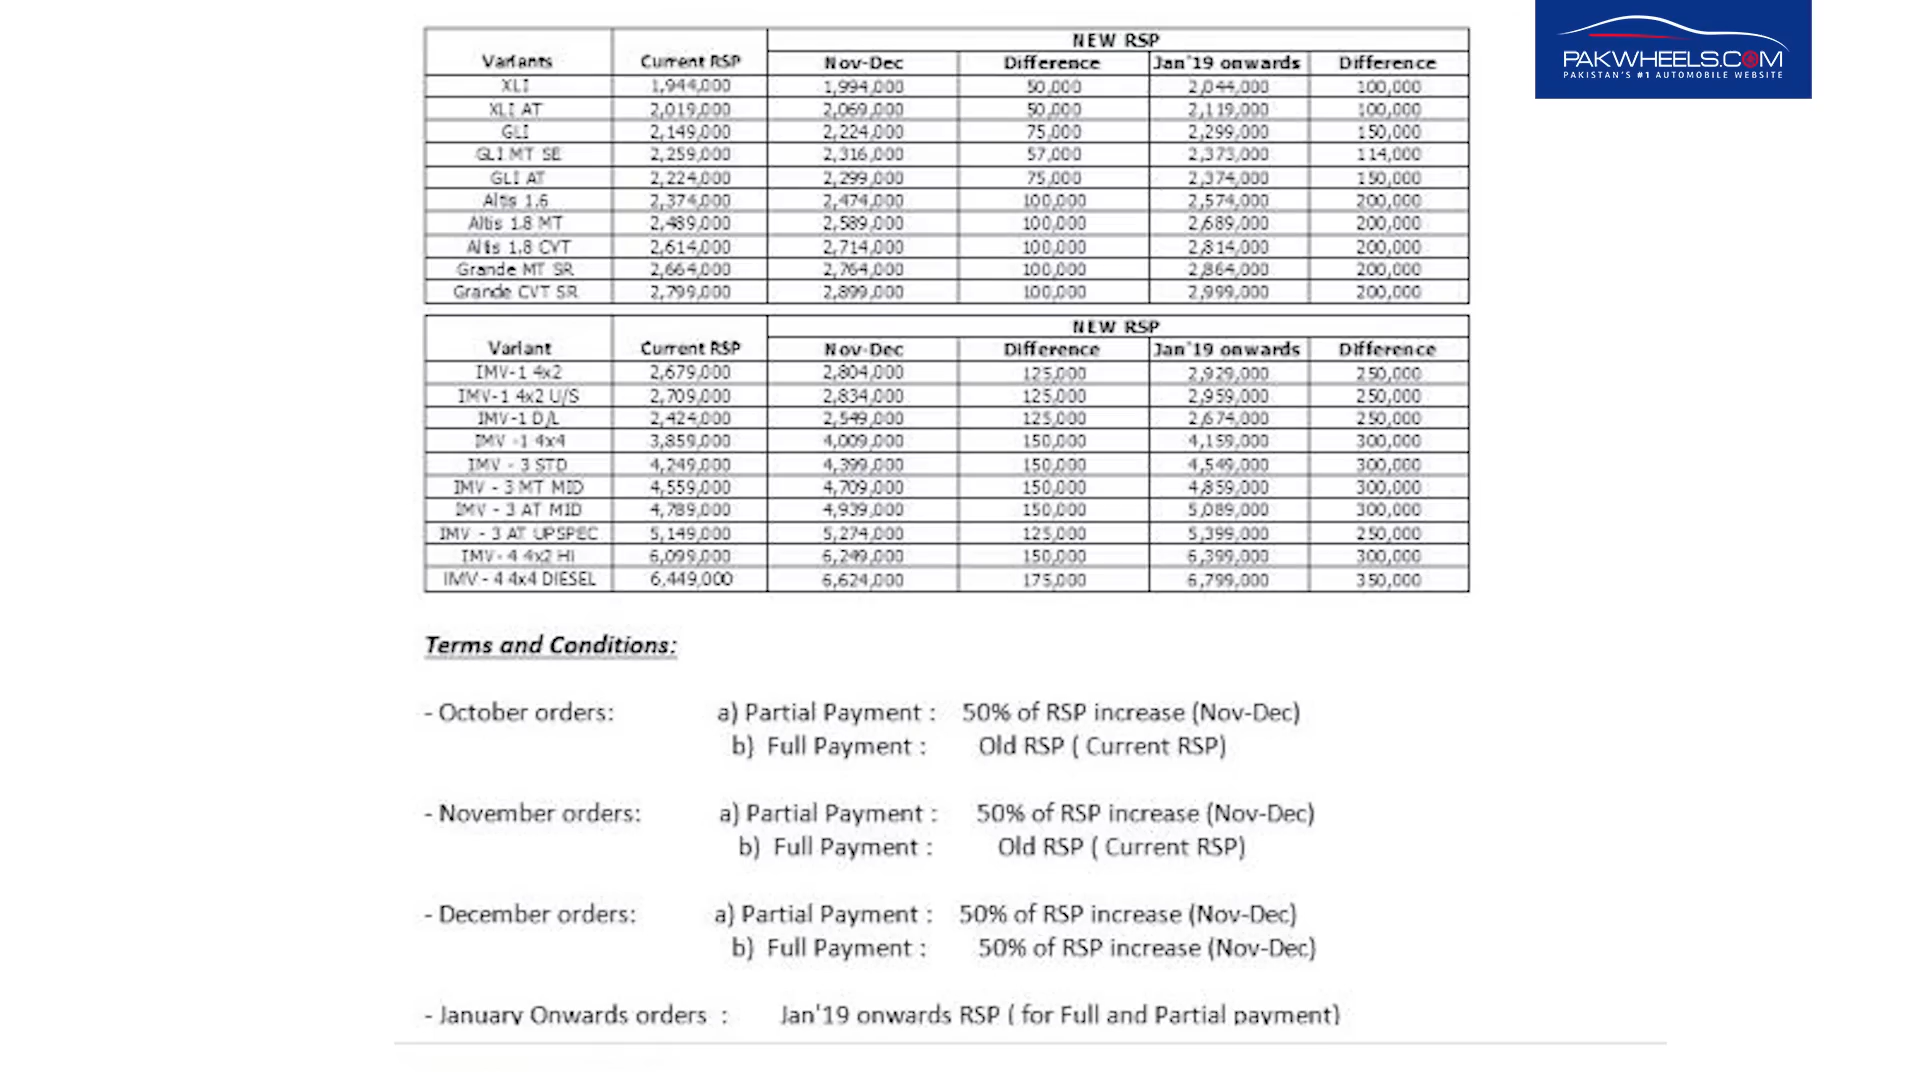 PAKWHEELS.COM
PAKISTAN'S #1 AUTOMOBILE WEBSITE
NEW RSP
Variants Current RSP Nov-Dec Difference Jan'19 onwards Difference
XLI 1,944,000 1,994,000 50,000 2,044,000 100,000
XLI AT 2,019,000 2,069,000 50,000 2,119,000 100,000
GLI 2,149,000 2,224,000 75,000 2,299,000 150,000
GLI MT SE 2,259,000 2,316,000 57,000 2,373,000 114,000
GLI AT 2,224,000 2,299,000 75,000 2,374,000 150,000
Altis 1.6 2,374,000 2,474,000 100,000 2,574,000 200,000
Altis 1.8 MT 2,489,000 2,589,000 100,000 2,689,000 200,000
Altis 1.8 CVT 2,614,000 2,714,000 100,000 2,814,000 200,000
Grande MT SR 2,664,000 2,764,000 100,000 2,864,000 200,000
Grande CVT SR 2,799,000 2,899,000 100,000 2,999,000 200,000
NEW RSP
Variant Current RSP Nov-Dec Difference Jan'19 onwards Difference
IMV-1 4x2 2,679,000 2,804,000 125,000 2,929,000 250,000
IMV-1 4x2 U/S 2,709,000 2,834,000 125,000 2,959,000 250,000
IMV-1 D/L 2,424,000 2,549,000 125,000 2,674,000 250,000
IMV -1 4x4 3,859,000 4,009,000 150,000 4,159,000 300,000
IMV - 3 STD 4,249,000 4,399,000 150,000 4,549,000 300,000
IMV - 3 MT MID 4,559,000 4,709,000 150,000 4,859,000 300,000
IMV - 3 AT MID 4,789,000 4,939,000 150,000 5,089,000 300,000
IMV - 3 AT UPSPEC 5,149,000 5,274,000 125,000 5,399,000 250,000
IMV- 4 4x2 HI 6,099,000 6,249,000 150,000 6,399,000 300,000
IMV - 4 4x4 DIESEL 6,449,000 6,624,000 175,000 6,799,000 350,000
Terms and Conditions:
- October orders: a) Partial Payment : 50% of RSP increase (Nov-Dec)
b) Full Payment : Old RSP ( Current RSP)
- November orders: a) Partial Payment : 50% of RSP increase (Nov-Dec)
b) Full Payment : Old RSP ( Current RSP)
- December orders: a) Partial Payment : 50% of RSP increase (Nov-Dec)
b) Full Payment : 50% of RSP increase (Nov-Dec)
- January Onwards orders : Jan'19 onwards RSP ( for Full and Partial payment)